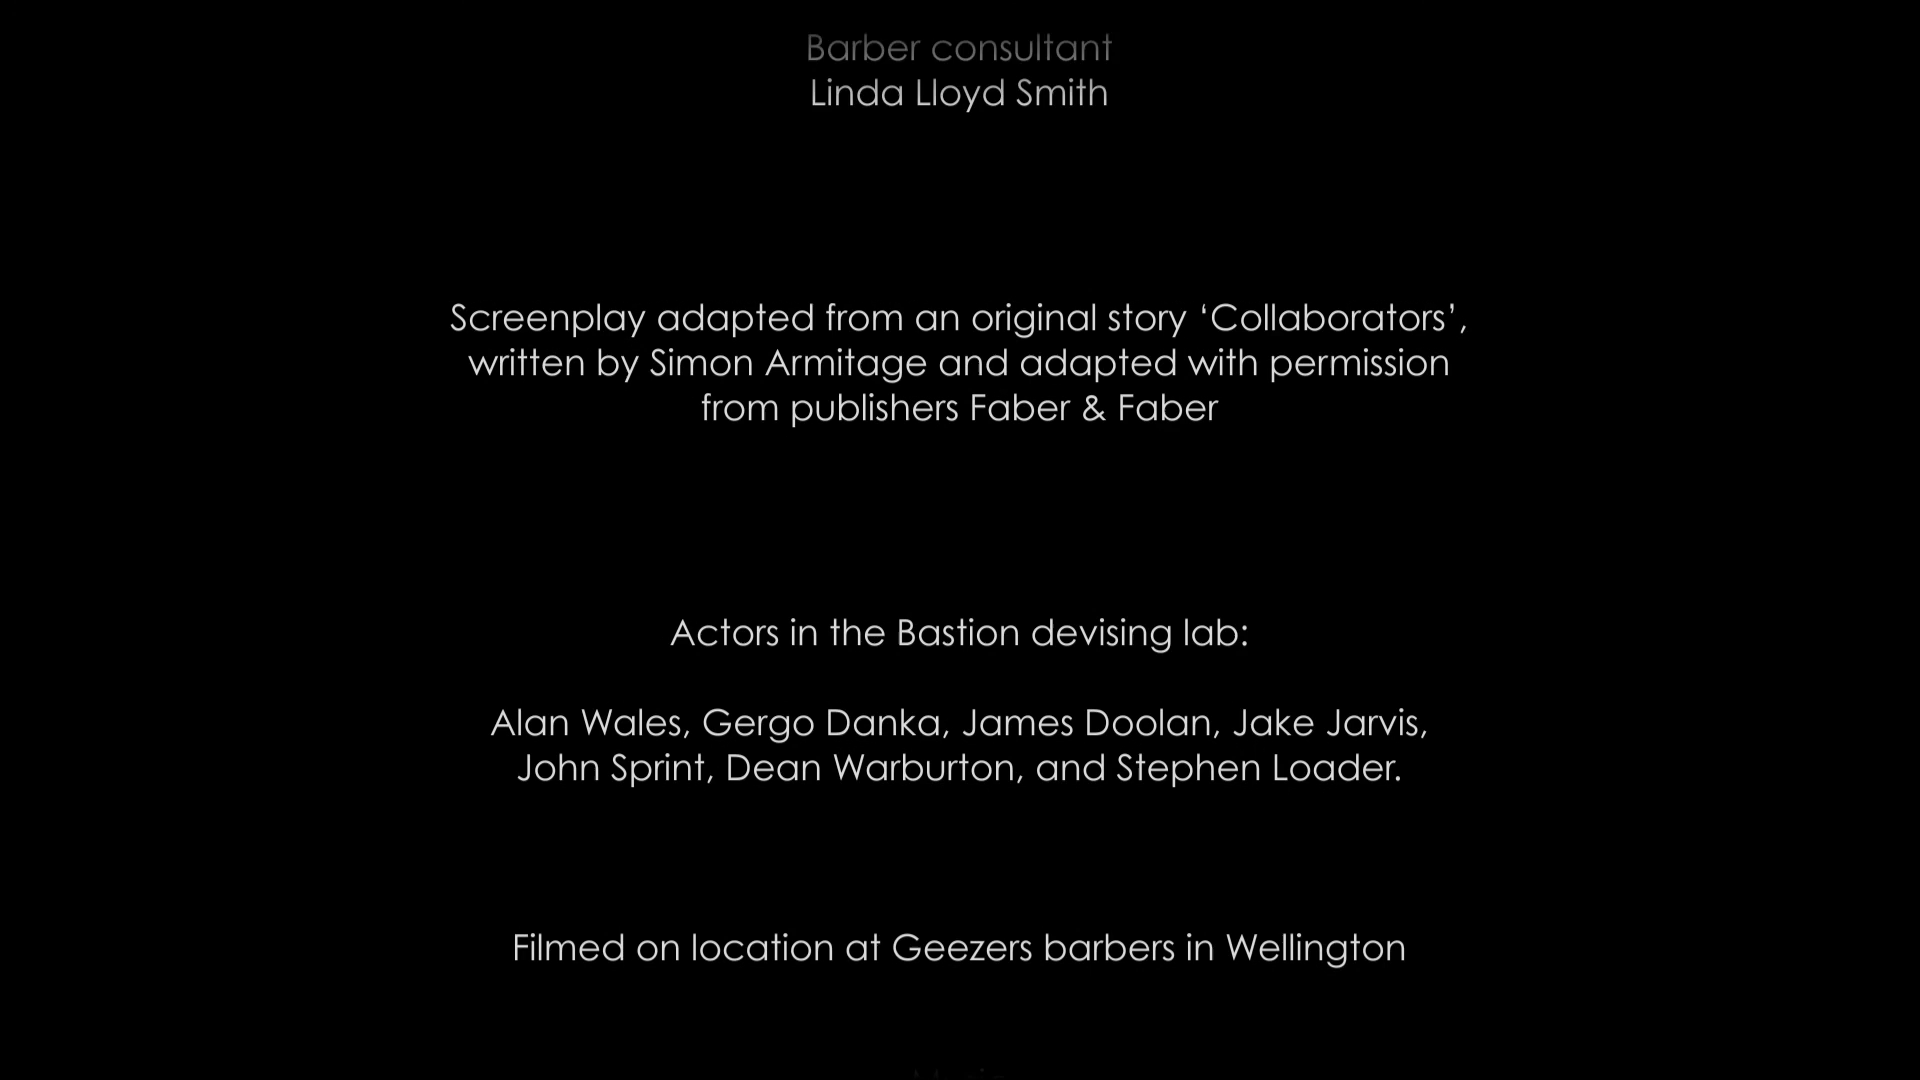 Barber consultant
Linda Lloyd Smith
Screenplay adapted from an original story ‘Collaborators’,
written by Simon Armitage and adapted with permission
from publishers Faber & Faber
Actors in the Bastion devising lab:
Alan Wales, Gergo Danka, James Doolan, Jake Jarvis,
John Sprint, Dean Warburton, and Stephen Loader.
Filmed on location at Geezers barbers in Wellington